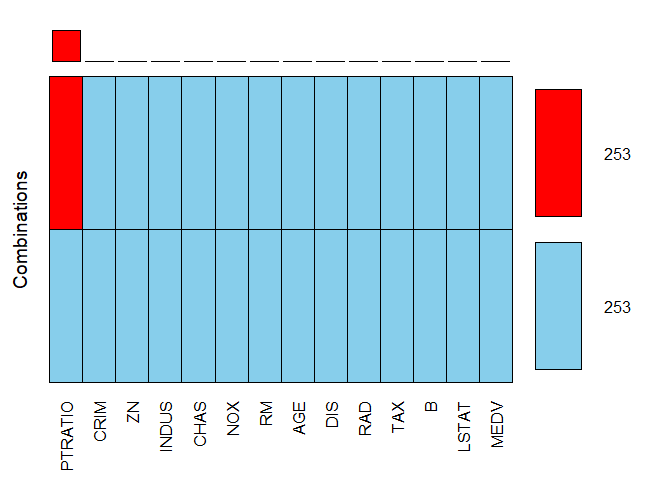 Combinations
253
253
PTRATIO
CRIM
ZN
INDUS
CHAS
NOX
RM
AGE
DIS
RAD
TAX
B
LSTAT
MEDV